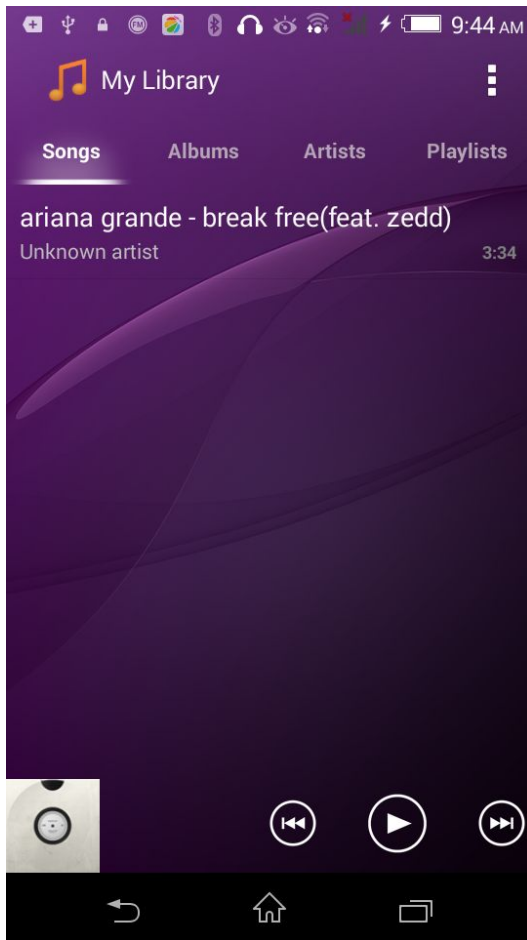 FM
9:44 AM
My Library
Songs Albums Artists Playlists
ariana grande - break free(feat. zedd)
Unknown artist
3:34